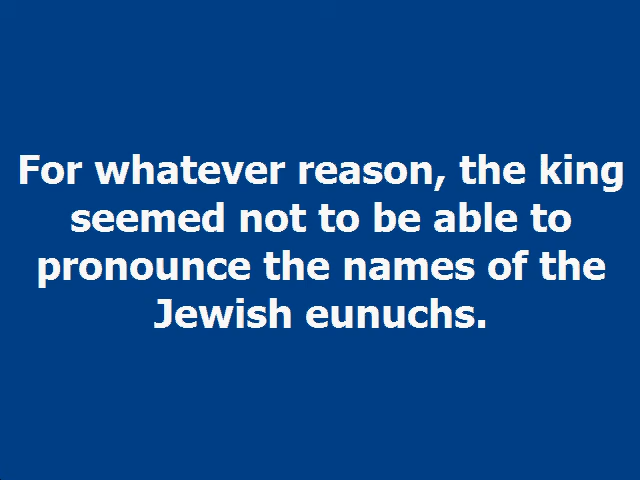 For whatever reason, the king
seemed not to be able to
pronounce the names of the
Jewish eunuchs.